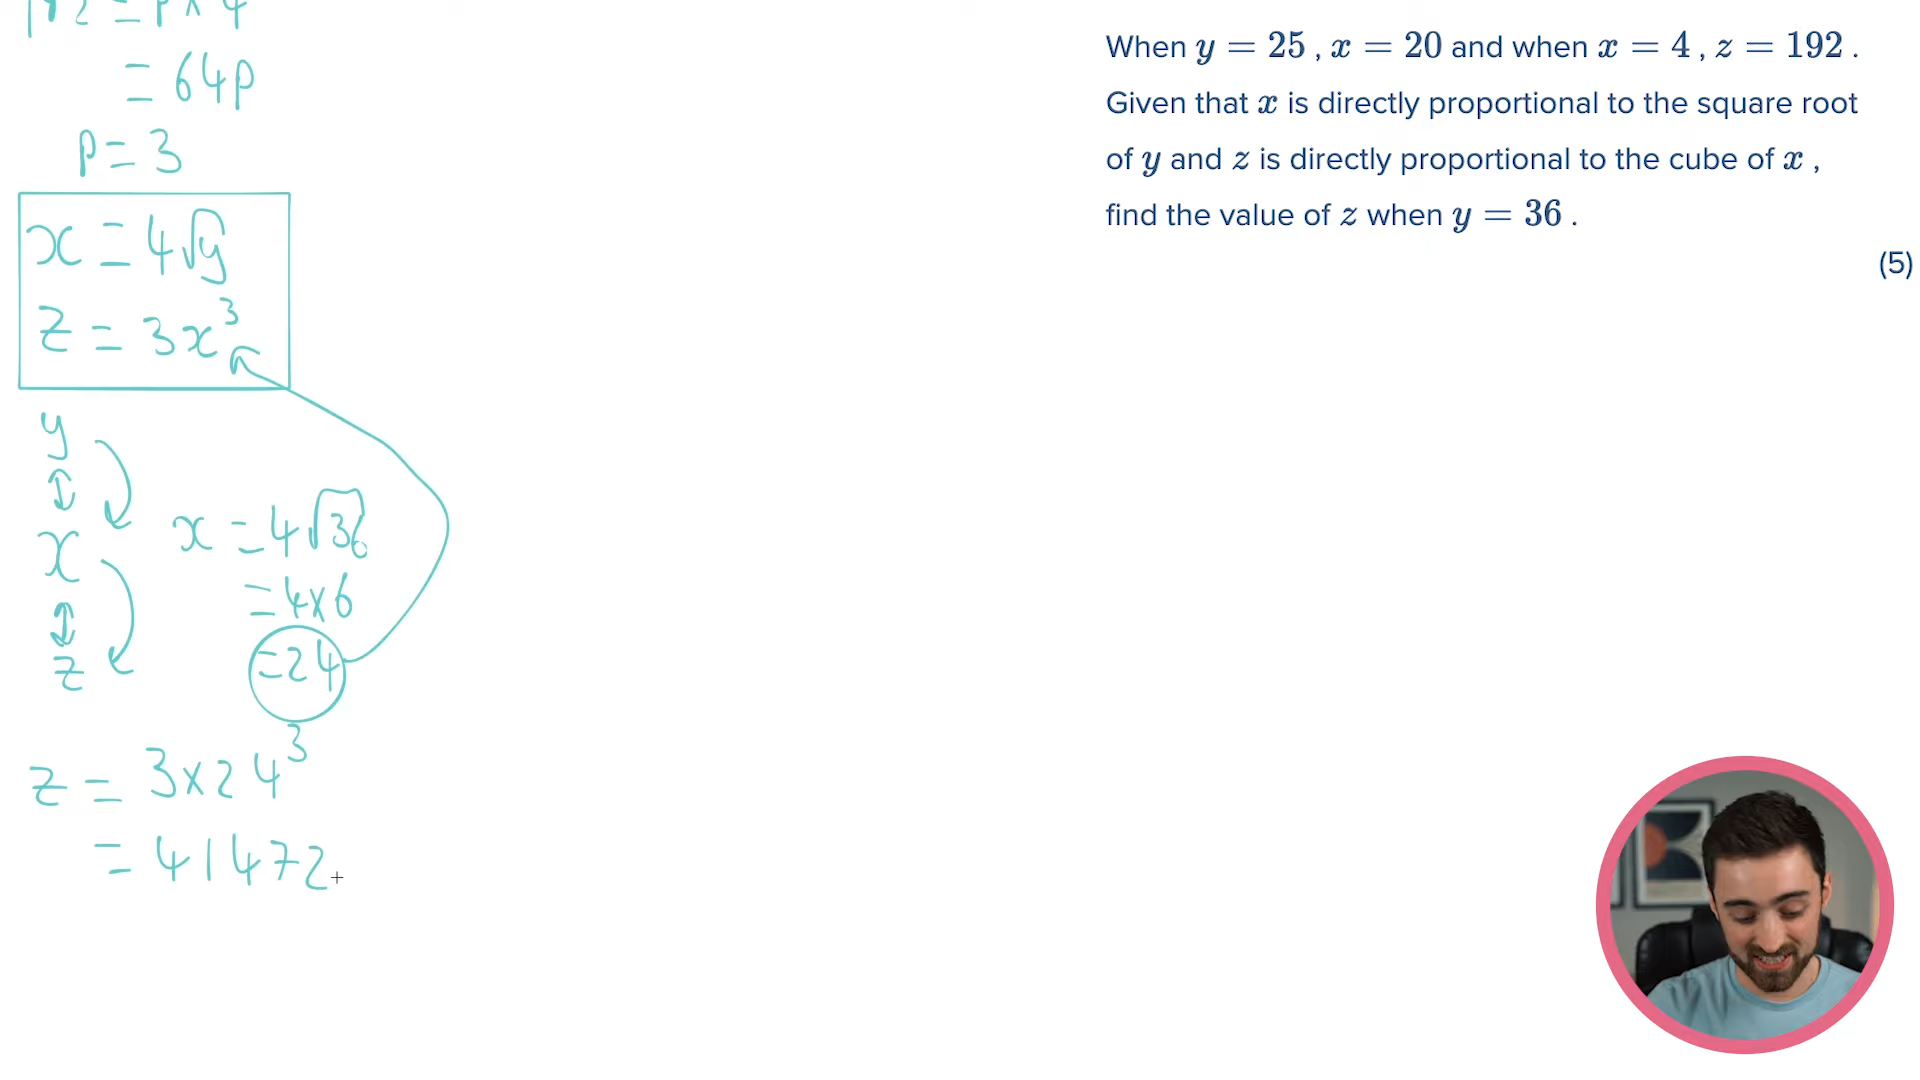 = 64p
p = 3
x = 4√y
z = 3x³
y
↕
x
↕
z
x = 4√36
= 4×6
= 24
z = 3×24³
= 41472
When y = 25 , x = 20 and when x = 4 , z = 192 .
Given that x is directly proportional to the square root
of y and z is directly proportional to the cube of x ,
find the value of z when y = 36 .
(5)